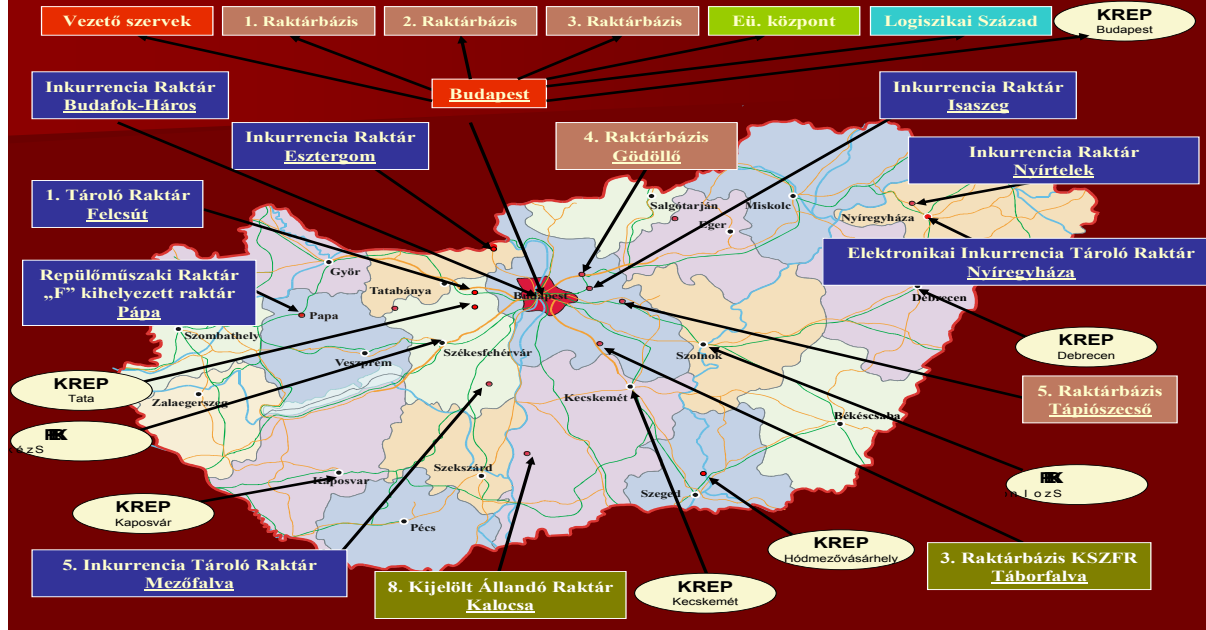 Vezető szervek
1. Raktárbázis
2. Raktárbázis
3. Raktárbázis
Eü. központ
Logiszikai Század
KREP
Budapest
Budapest
Inkurrencia Raktár
Budafok-Háros
Inkurrencia Raktár
Isaszeg
Inkurrencia Raktár
Esztergom
4. Raktárbázis
Gödöllő
Inkurrencia Raktár
Nyírtelek
1. Tároló Raktár
Felcsút
Elektronikai Inkurrencia Tároló Raktár
Nyíregyháza
Repülőműszaki Raktár
„F” kihelyezett raktár
Pápa
Salgótarján
Miskolc
Eger
Nyíregyháza
Győr
Tatabánya
Budapest
Debrecen
Papa
Szombathely
Veszprém
Székesfehérvár
Szolnok
Zalaegerszeg
Kecskemét
Békéscsaba
Kaposvar
Szekszárd
Szeged
Pécs
KREP
Debrecen
KREP
Tata
5. Raktárbázis
Tápiószecső
KREP
Kaposvár
KREP
Hódmezővásárhely
KREP
Kecskemét
5. Inkurrencia Tároló Raktár
Mezőfalva
8. Kijelölt Állandó Raktár
Kalocsa
3. Raktárbázis KSZFR
Táborfalva